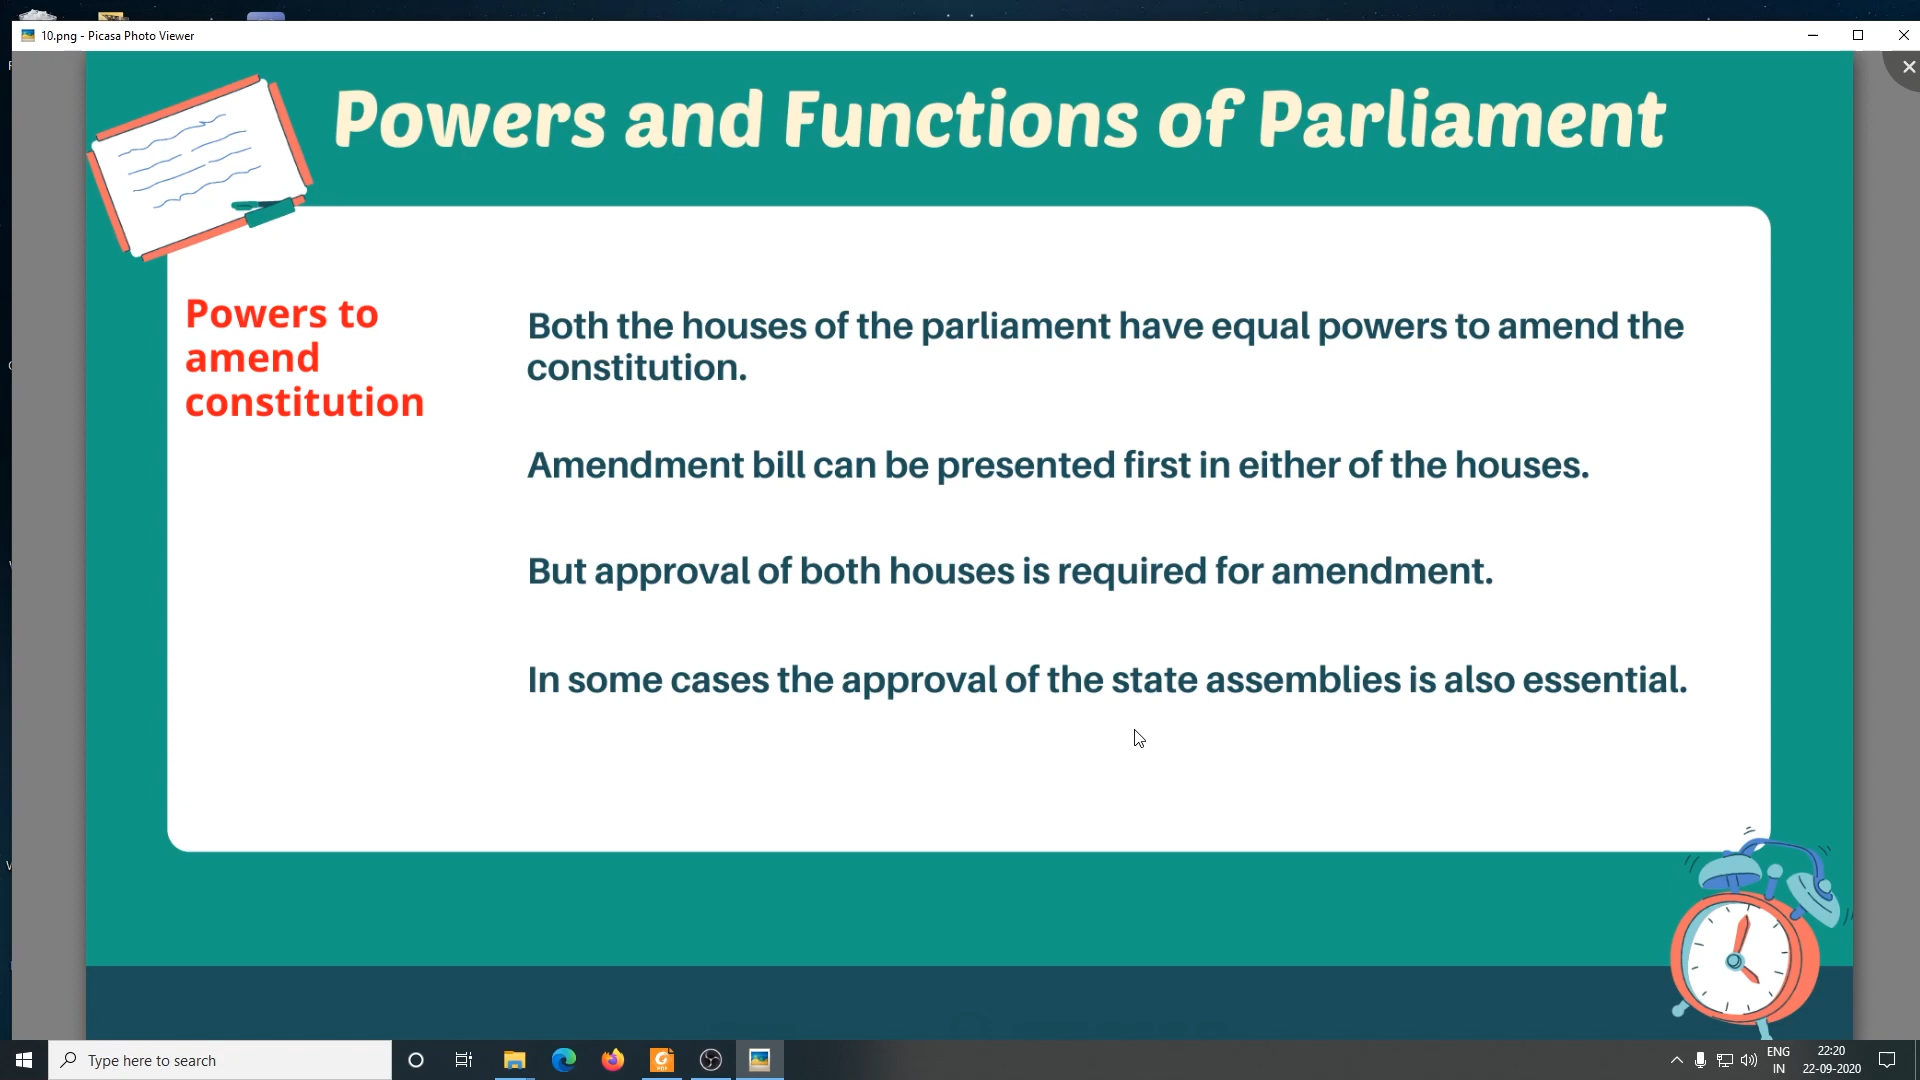 10.png - Picasa Photo Viewer
Powers and Functions of Parliament
Powers to
amend
constitution
Both the houses of the parliament have equal powers to amend the
constitution.
Amendment bill can be presented first in either of the houses.
But approval of both houses is required for amendment.
In some cases the approval of the state assemblies is also essential.
Type here to search
ENG
IN
22:20
22-09-2020